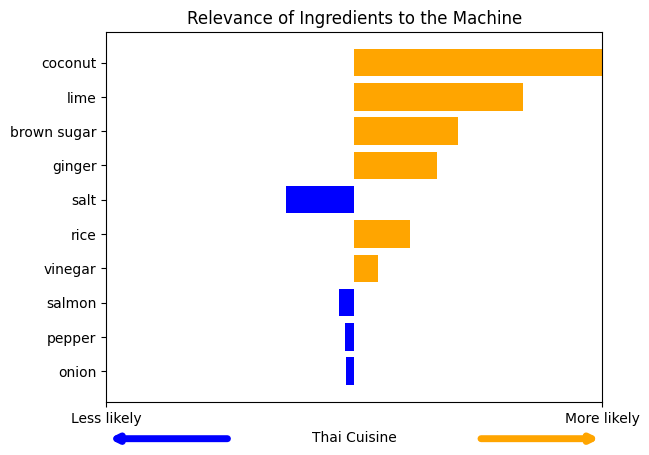 Relevance of Ingredients to the Machine
coconut
lime
brown sugar
ginger
salt
rice
vinegar
salmon
pepper
onion
Less likely More likely
Thai Cuisine